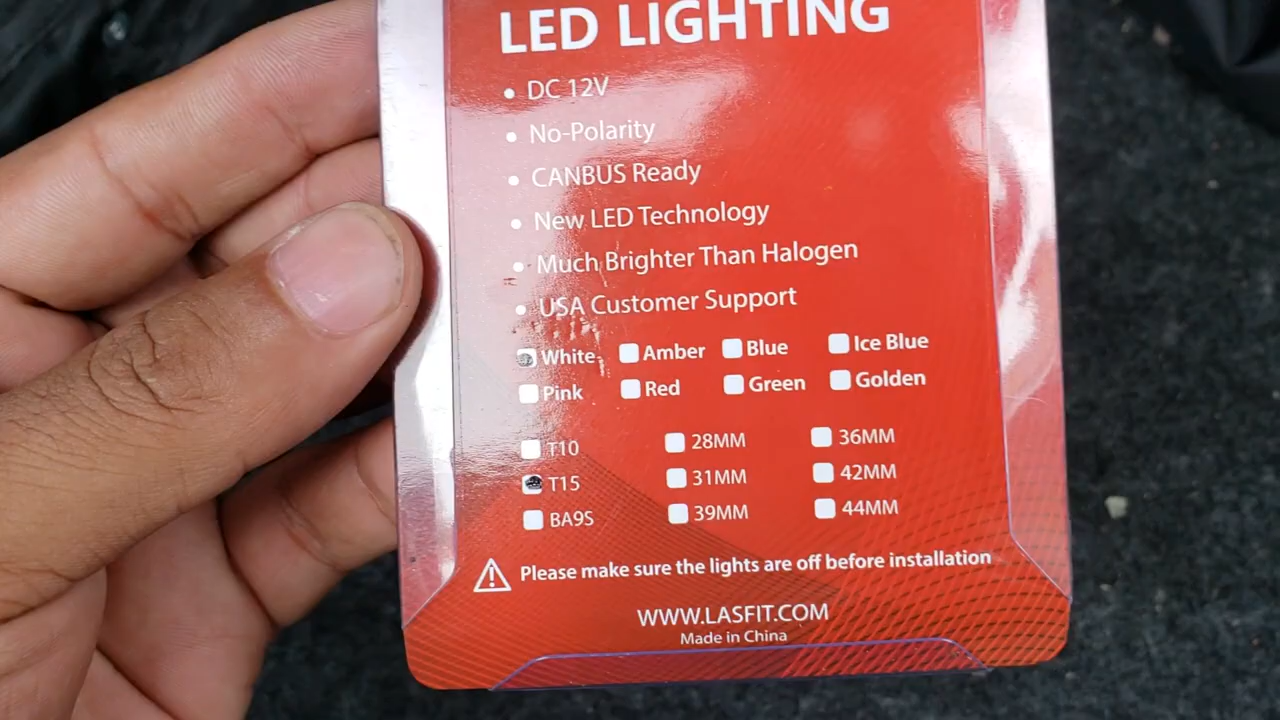 LED LIGHTING
• DC 12V
• No-Polarity
• CANBUS Ready
• New LED Technology
• Much Brighter Than Halogen
• USA Customer Support
White Amber Blue Ice Blue
Pink Red Green Golden
T10 28MM 36MM
T15 31MM 42MM
BA9S 39MM 44MM
Please make sure the lights are off before installation
WWW.LASFIT.COM
Made in China